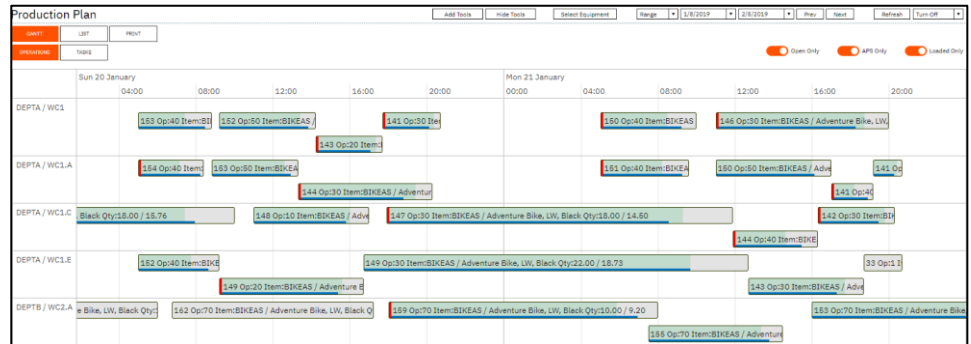 Production Plan
Add Tools Hide Tools Select Equipment Range 1/8/2019 2/8/2019 Prev Next Refresh Turn Off
GANTT LIST PRINT
OPERATIONS TASKS Open Only APS Only Loaded Only
Sun 20 January Mon 21 January
04:00 08:00 12:00 16:00 20:00 00:00 04:00 08:00 12:00 16:00 20:00
DEPTA / WC1
153 Op:40 Item:BI 152 Op:50 Item:BIKEAS / 141 Op:30 Ite 150 Op:40 Item:BIKEAS 146 Op:30 Item:BIKEAS / Adventure Bike, LW,
143 Op:20 Item:
DEPTA / WC1.A
154 Op:40 Item: 153 Op:50 Item:BIKEA 151 Op:40 Item:BIKEA 150 Op:50 Item:BIKEAS / Adve 141 Op
144 Op:30 Item:BIKEAS / Adventur 141 Op:40
DEPTA / WC1.C
Black Qty:18.00 / 15.76 148 Op:10 Item:BIKEAS / Adve 147 Op:30 Item:BIKEAS / Adventure Bike, LW, Black Qty:18.00 / 14.50 142 Op:30 Item:BI
144 Op:40 Item:BIKE
DEPTA / WC1.E
152 Op:40 Item:BIKE 149 Op:30 Item:BIKEAS / Adventure Bike, LW, Black Qty:22.00 / 18.73 33 Op:1
149 Op:20 Item:BIKEAS / Adventure B 143 Op:30 Item:BIKEAS / Adve
DEPTB / WC2.A
e Bike, LW, Black Qty: 162 Op:70 Item:BIKEAS / Adventure Bike, LW, Black Q 159 Op:70 Item:BIKEAS / Adventure Bike, LW, Black Qty:10.00 / 9.20 153 Op:70 Item:BIKEAS / Adventure Bike
155 Op:70 Item:BIKEAS / Adventure